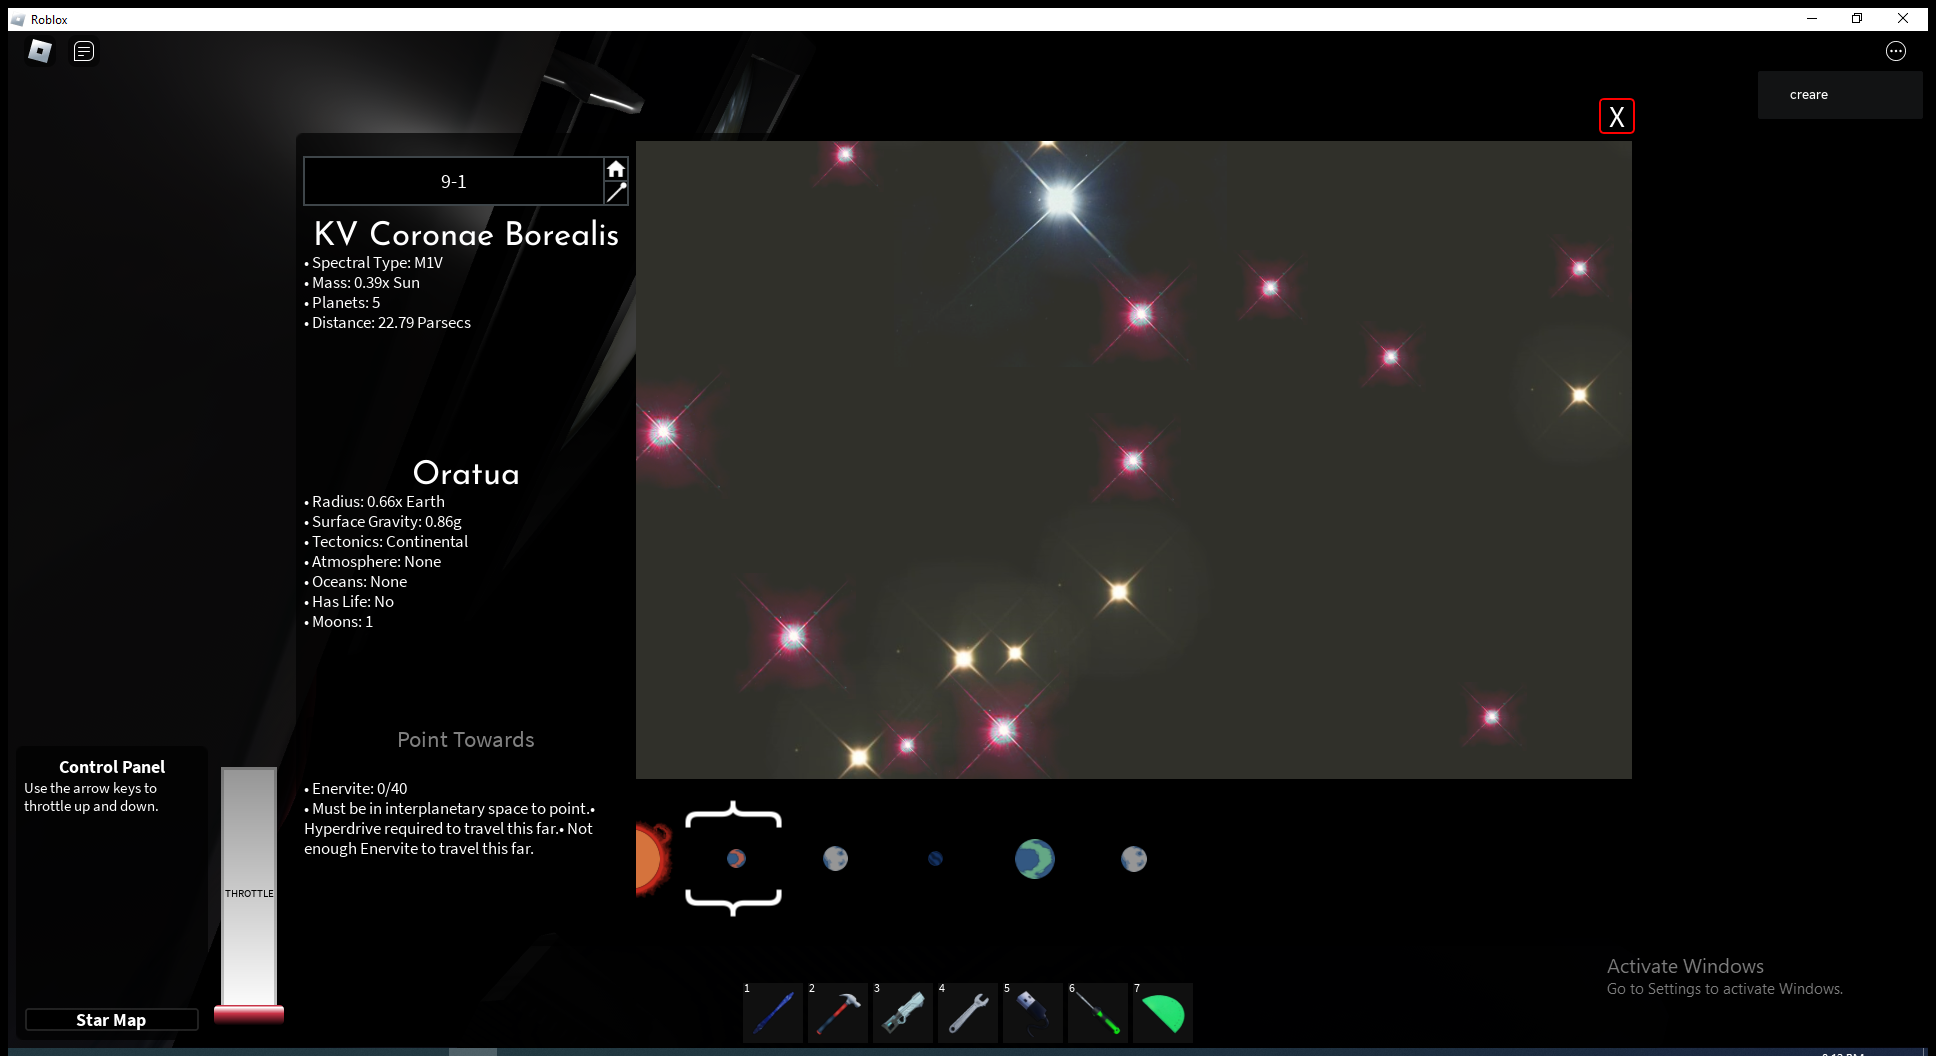 Roblox
creare
X
9-1
KV Coronae Borealis
• Spectral Type: M1V
• Mass: 0.39x Sun
• Planets: 5
• Distance: 22.79 Parsecs
Oratua
• Radius: 0.66x Earth
• Surface Gravity: 0.86g
• Tectonics: Continental
• Atmosphere: None
• Oceans: None
• Has Life: No
• Moons: 1
Point Towards
• Enervite: 0/40
• Must be in interplanetary space to point.•
Hyperdrive required to travel this far.• Not
enough Enervite to travel this far.
Control Panel
Use the arrow keys to
throttle up and down.
THROTTLE
Star Map
1 2 3 4 5 6 7
Activate Windows
Go to Settings to activate Windows.